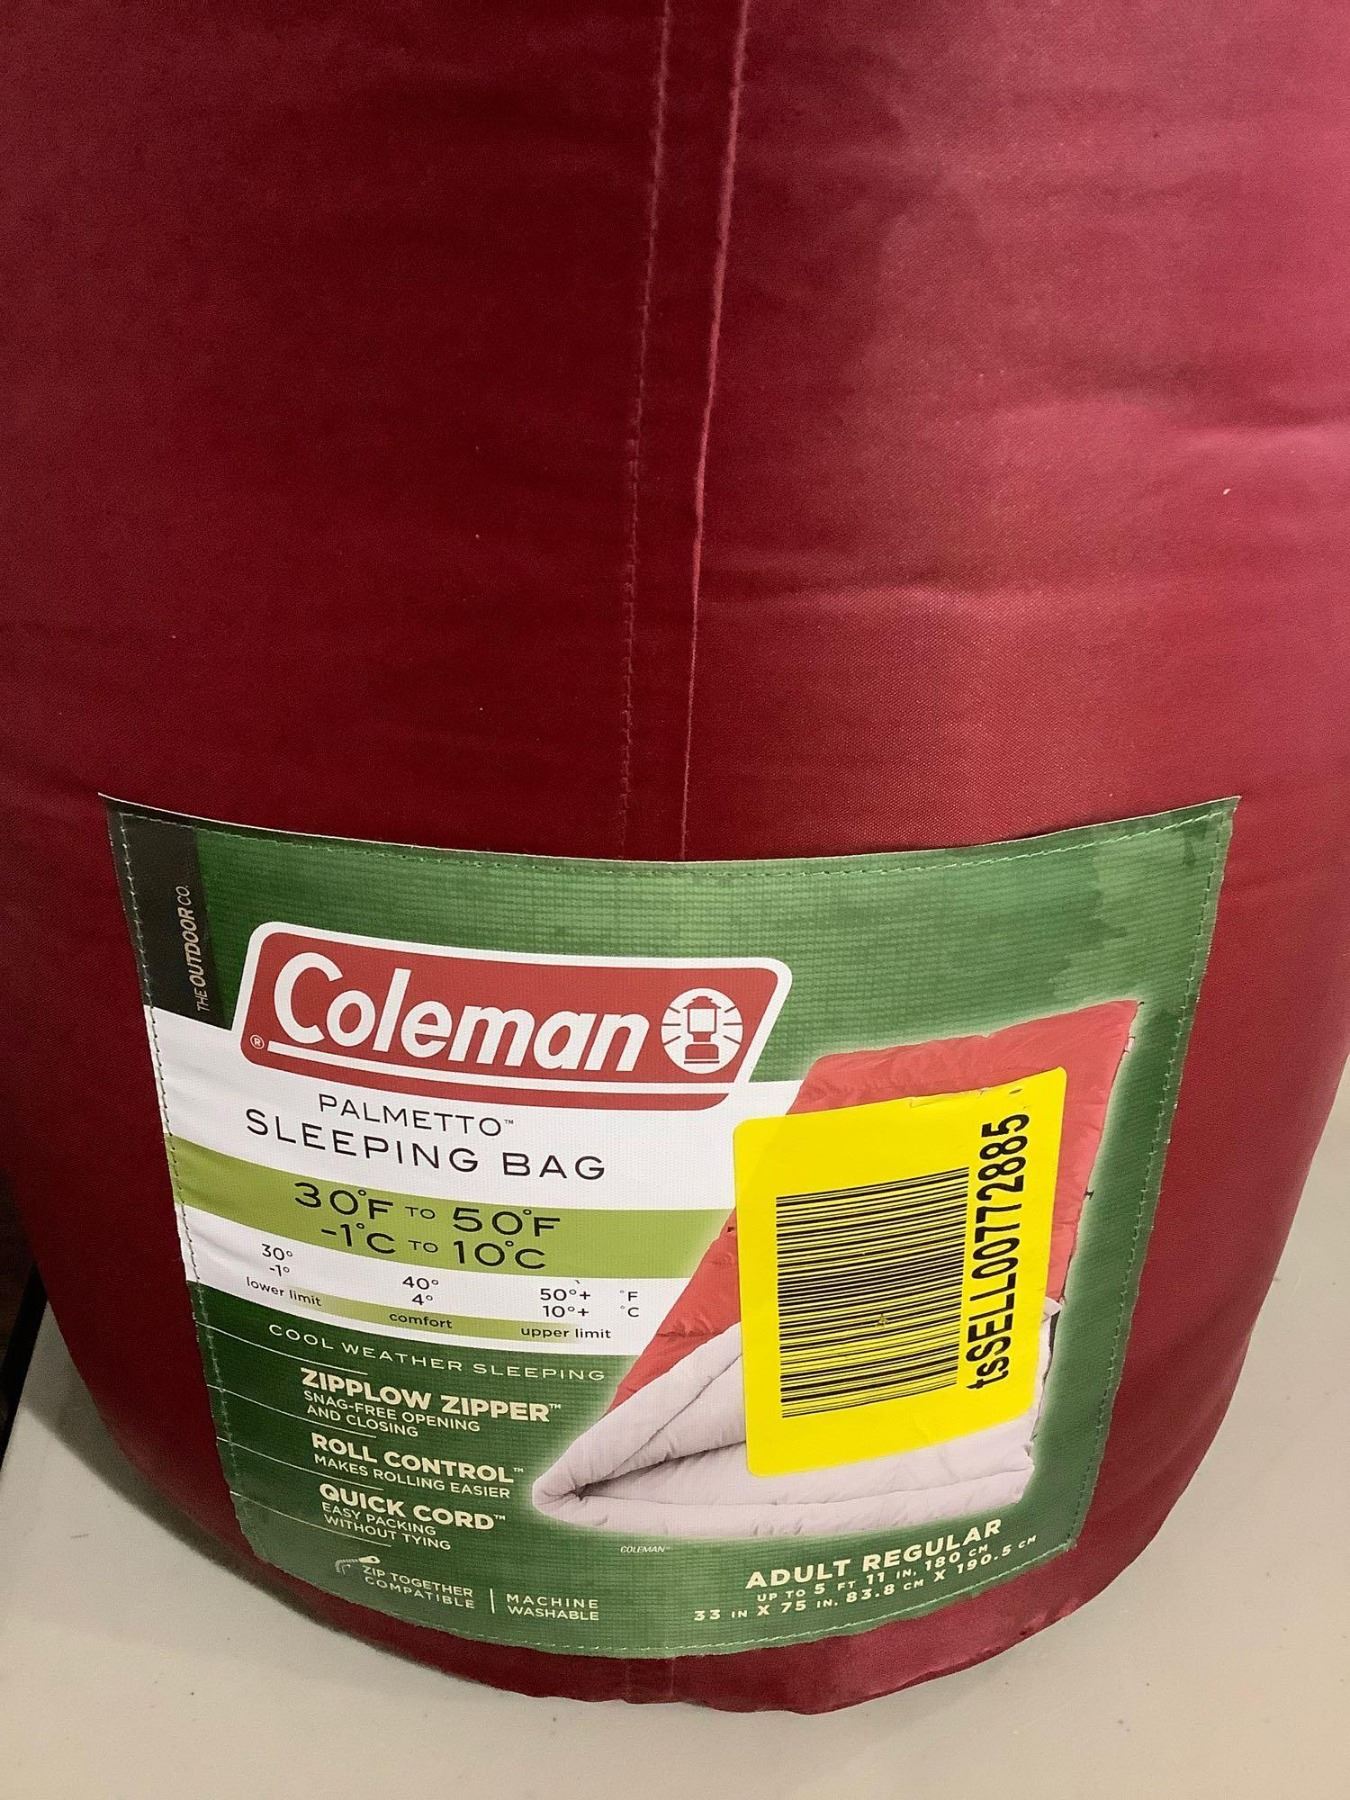 THE OUTDOOR CO.
Coleman
®
PALMETTO™
SLEEPING BAG
30°F TO 50°F
-1°C TO 10°C
30° 40° 50°+ °F
-1° 4° 10°+ °C
lower limit comfort upper limit
COOL WEATHER SLEEPING
ZIPPLOW ZIPPER™
SNAG-FREE OPENING
AND CLOSING
ROLL CONTROL™
MAKES ROLLING EASIER
QUICK CORD™
EASY PACKING
WITHOUT TYING
ZIP TOGETHER
COMPATIBLE
MACHINE
WASHABLE
tsSELL00772885
COLEMAN™
ADULT REGULAR
UP TO 5 FT 11 IN, 180 CM
33 IN X 75 IN, 83.8 CM X 190.5 CM